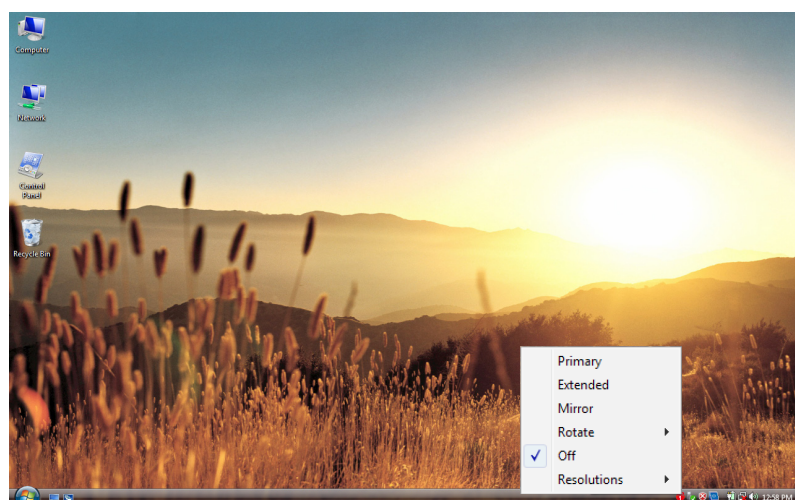 Computer
Network
Control
Panel
Recycle Bin
Primary
Extended
Mirror
Rotate
Off
Resolutions
12:58 PM